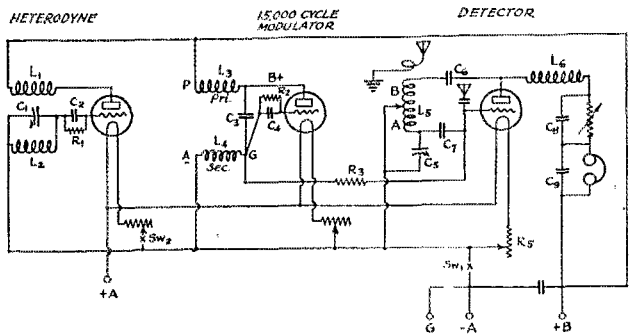 HETERODYNE
15,000 CYCLE
MODULATOR
DETECTOR
L1
C1
C2
R1
L2
Sw2
+A
P
L3
Pri.
B+
R2
C3
C4
A
L4
Sec.
G
R3
B
A
L5
C5
C6
C7
L6
C8
C9
R5
Sw1
G
-A
+B